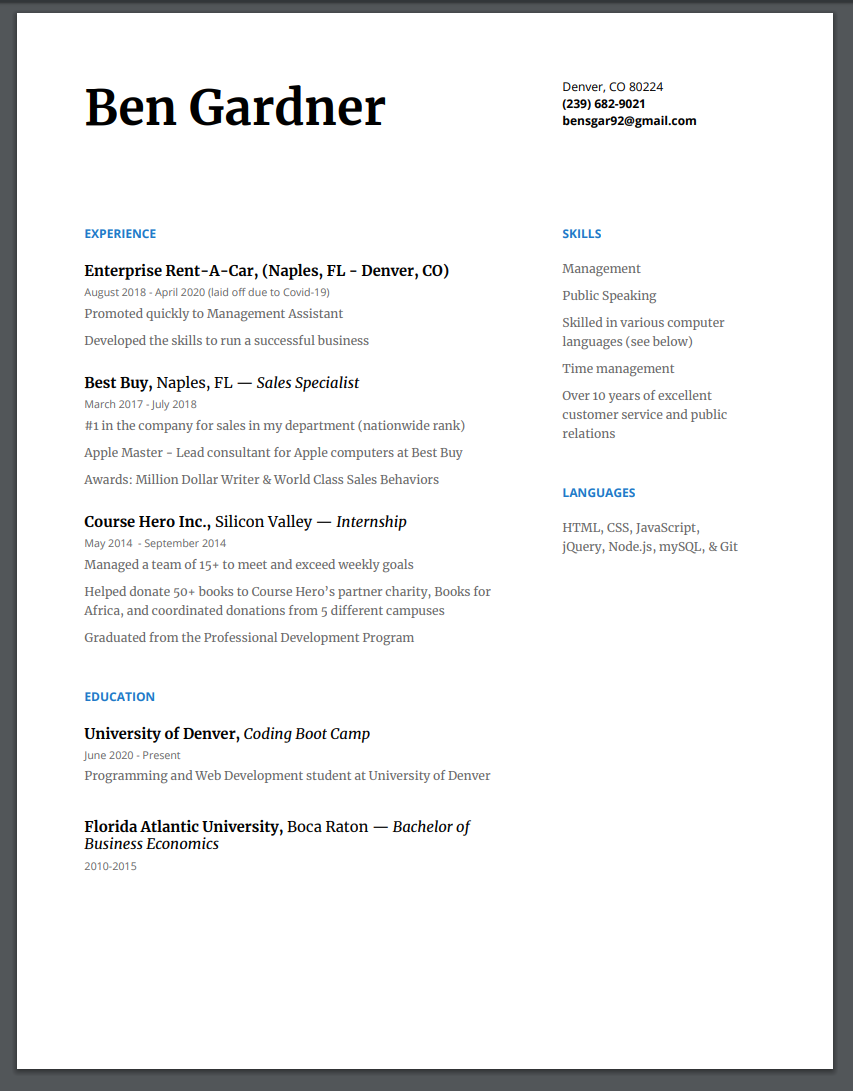 Ben Gardner
Denver, CO 80224
(239) 682-9021
bensgar92@gmail.com
EXPERIENCE
Enterprise Rent-A-Car, (Naples, FL - Denver, CO)
August 2018 - April 2020 (laid off due to Covid-19)
Promoted quickly to Management Assistant
Developed the skills to run a successful business
Best Buy, Naples, FL — Sales Specialist
March 2017 - July 2018
#1 in the company for sales in my department (nationwide rank)
Apple Master - Lead consultant for Apple computers at Best Buy
Awards: Million Dollar Writer & World Class Sales Behaviors
Course Hero Inc., Silicon Valley — Internship
May 2014  - September 2014
Managed a team of 15+ to meet and exceed weekly goals
Helped donate 50+ books to Course Hero’s partner charity, Books for
Africa, and coordinated donations from 5 different campuses
Graduated from the Professional Development Program
EDUCATION
University of Denver, Coding Boot Camp
June 2020 - Present
Programming and Web Development student at University of Denver
Florida Atlantic University, Boca Raton — Bachelor of
Business Economics
2010-2015
SKILLS
Management
Public Speaking
Skilled in various computer
languages (see below)
Time management
Over 10 years of excellent
customer service and public
relations
LANGUAGES
HTML, CSS, JavaScript,
jQuery, Node.js, mySQL, & Git